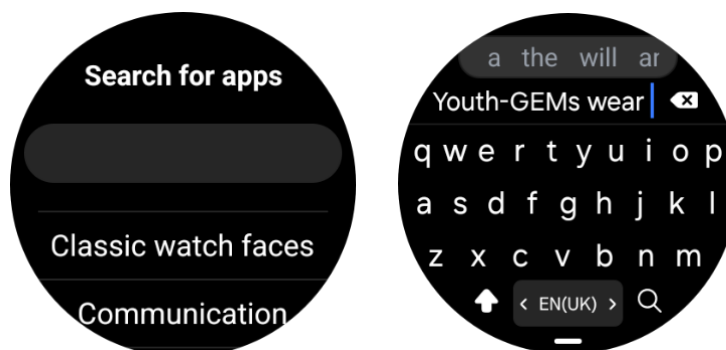 Search for apps
Classic watch faces
Communication
a the will ar
Youth-GEMs wear
q w e r t y u i o p
a s d f g h j k l
z x c v b n m
< EN(UK) >